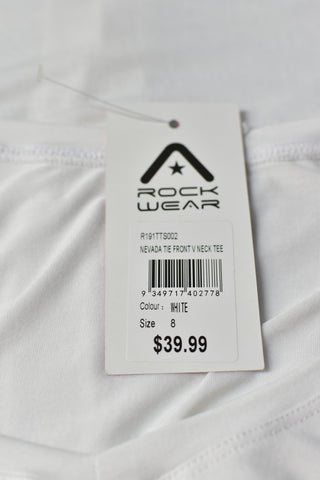 ROCK
WEAR
R191TTS002
NEVADA TIE FRONT V NECK TEE
9 349717 402778
Colour : WHITE
Size 8
$39.99